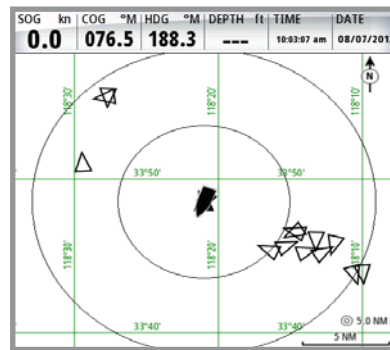 SOG kn COG °M HDG °M DEPTH ft TIME DATE
0.0 076.5 188.3 --- 10:03:07 am 08/07/201
118°30' 118°20' 118°10'
N
33°50' 33°50'
118°30' 118°20' 118°10'
5.0 NM
33°40' 33°40'
5 NM